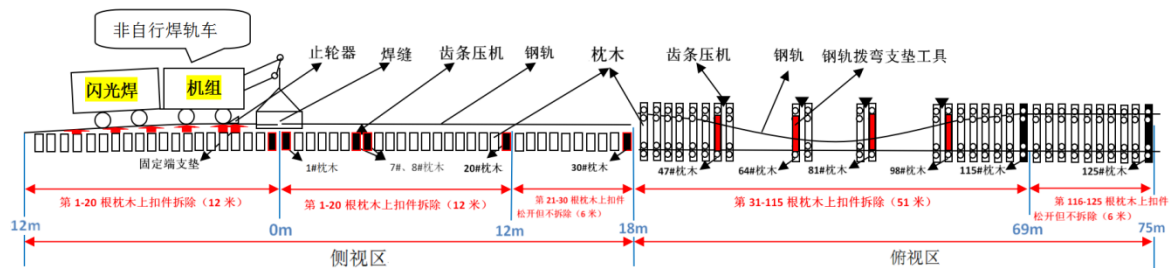 非自行焊轨车
闪光焊
机组
止轮器
焊缝
齿条压机
钢轨
枕木
齿条压机
钢轨
钢轨拨弯支垫工具
固定端支垫
1#枕木
7#、8#枕木
20#枕木
30#枕木
47#枕木
64#枕木
81#枕木
98#枕木
115#枕木
125#枕木
第 1-20 根枕木上扣件拆除（12 米）
第 1-20 根枕木上扣件拆除（12 米）
第 21-30 根枕木上扣件
松开但不拆除（6 米）
第 31-115 根枕木上扣件拆除（51 米）
第 116-125 根枕木上扣件
松开但不拆除（6 米）
12m
0m
12m
18m
69m
75m
侧视区
俯视区